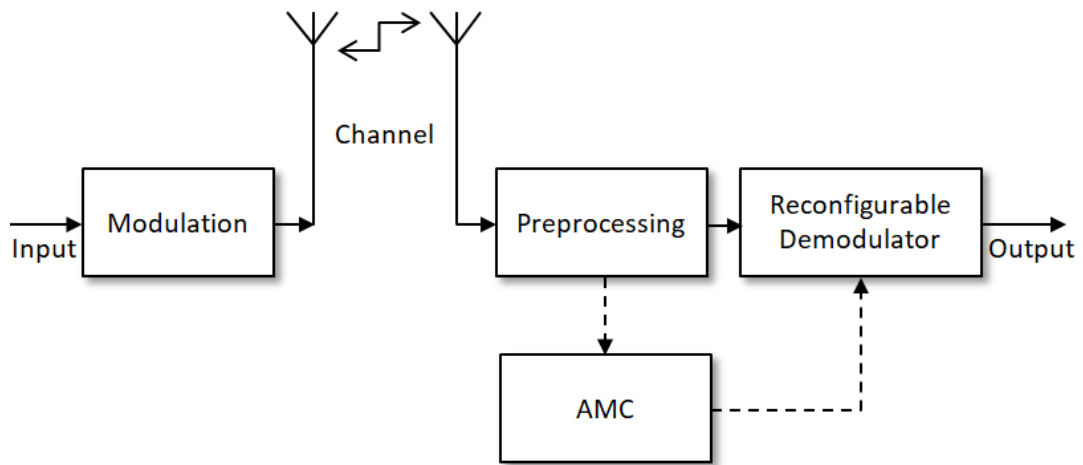 Channel
Modulation
Preprocessing
Reconfigurable
Demodulator
Input
Output
AMC